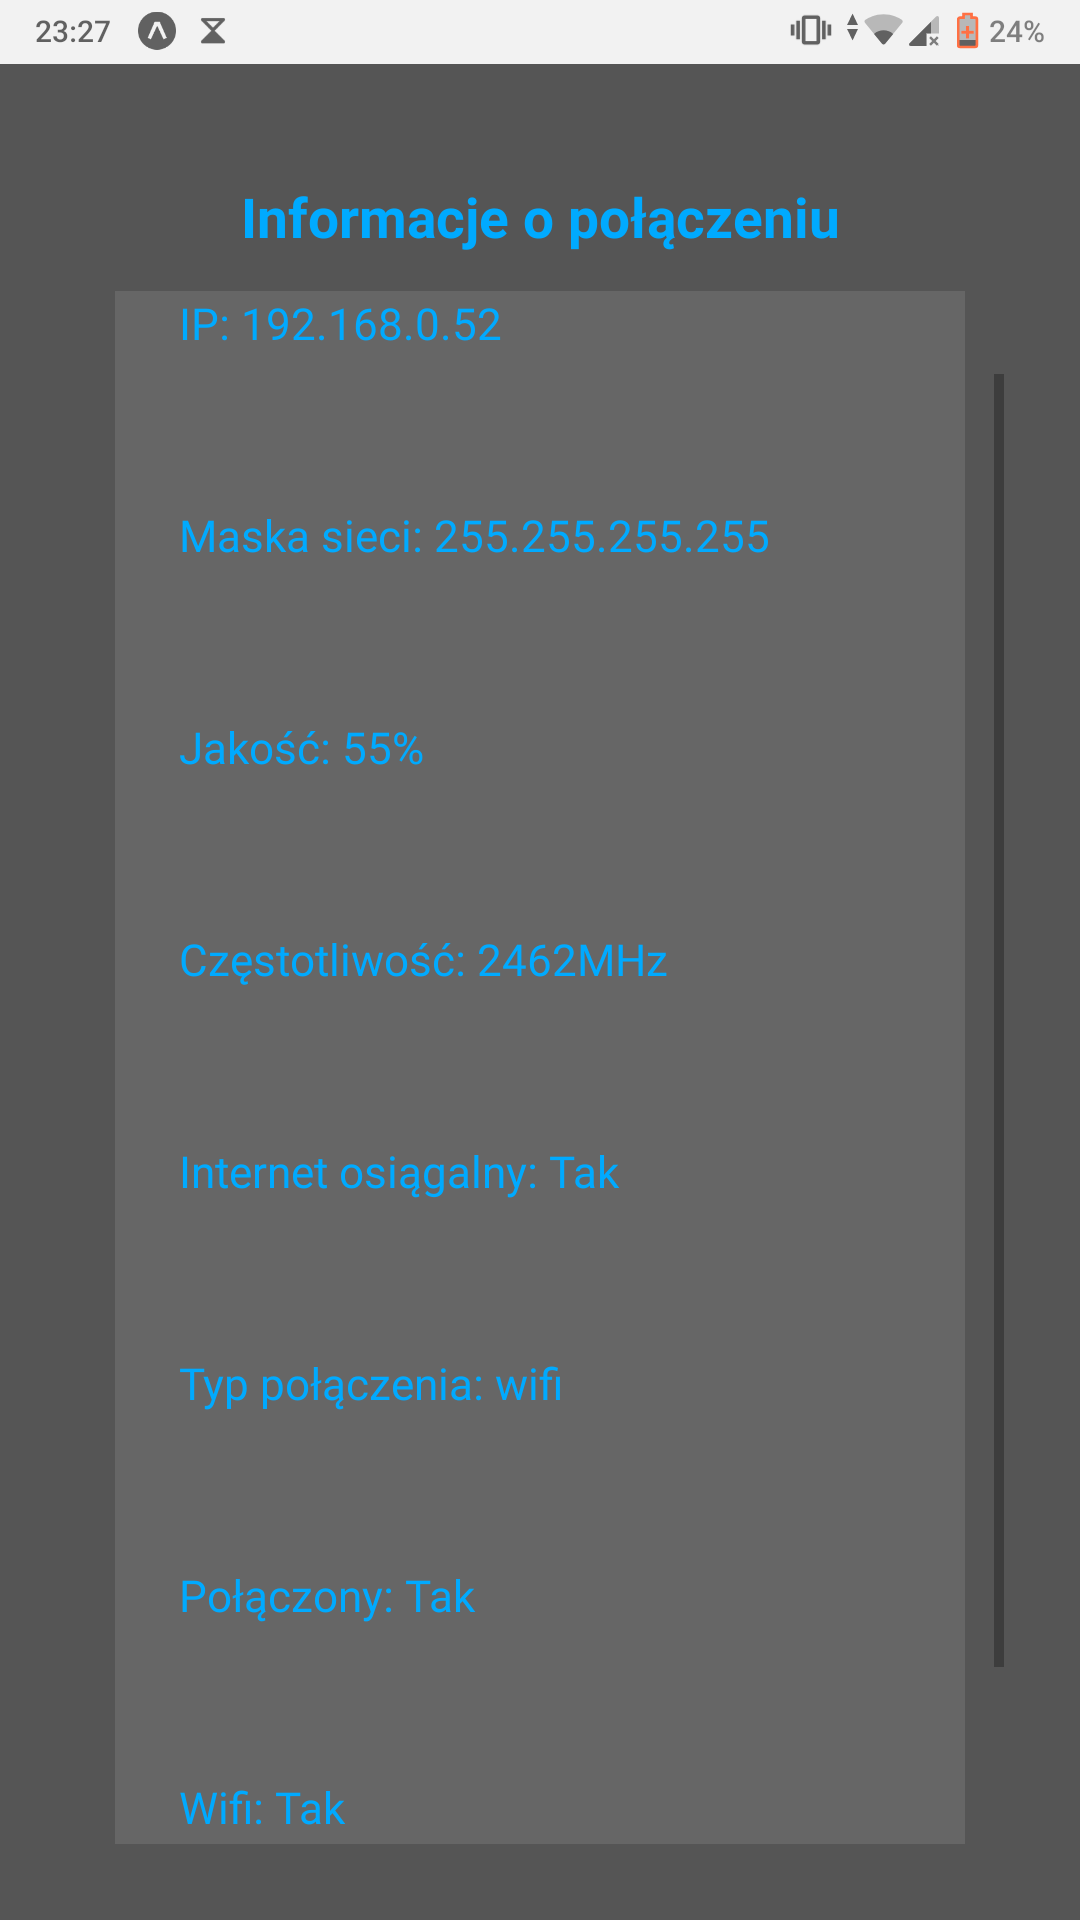 23:27 24%
Informacje o połączeniu
IP: 192.168.0.52
Maska sieci: 255.255.255.255
Jakość: 55%
Częstotliwość: 2462MHz
Internet osiągalny: Tak
Typ połączenia: wifi
Połączony: Tak
Wifi: Tak